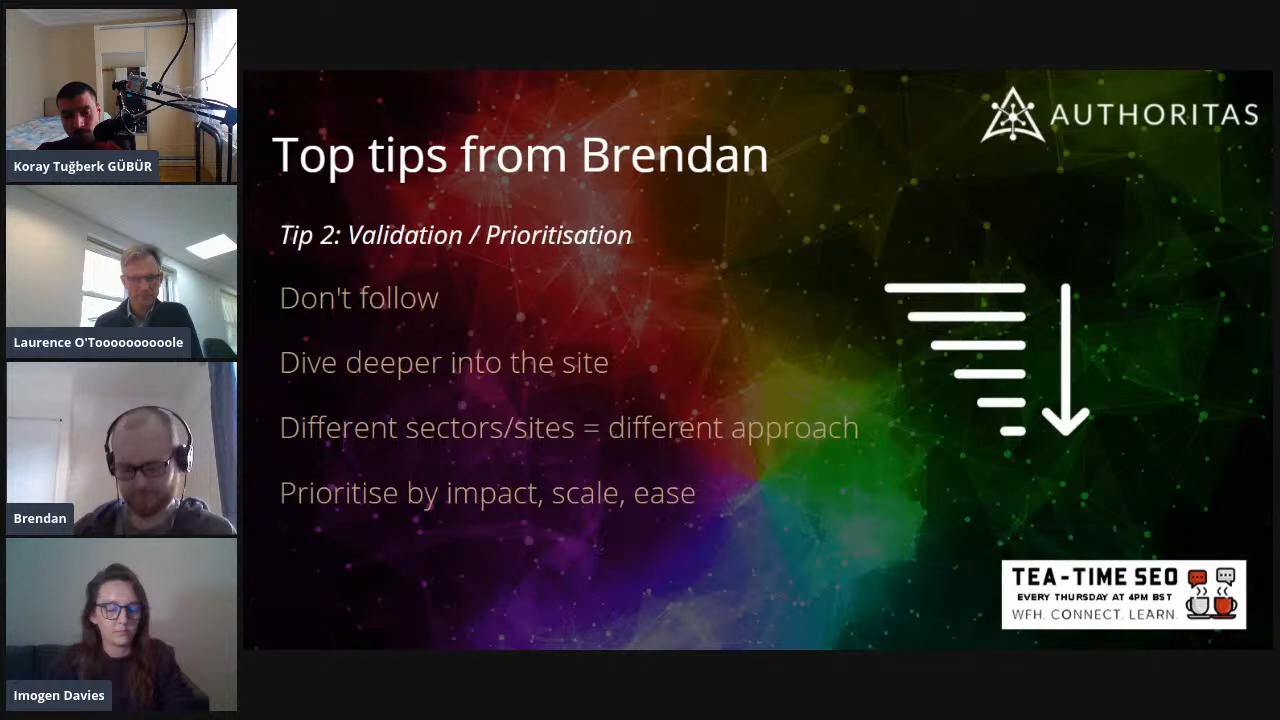 Koray Tuğberk GÜBÜR
Laurence O'Toooooooooole
Brendan
Imogen Davies
AUTHORITAS
Top tips from Brendan
Tip 2: Validation / Prioritisation
Don't follow
Dive deeper into the site
Different sectors/sites = different approach
Prioritise by impact, scale, ease
TEA-TIME SEO
EVERY THURSDAY AT 4PM BST
WFH. CONNECT. LEARN.